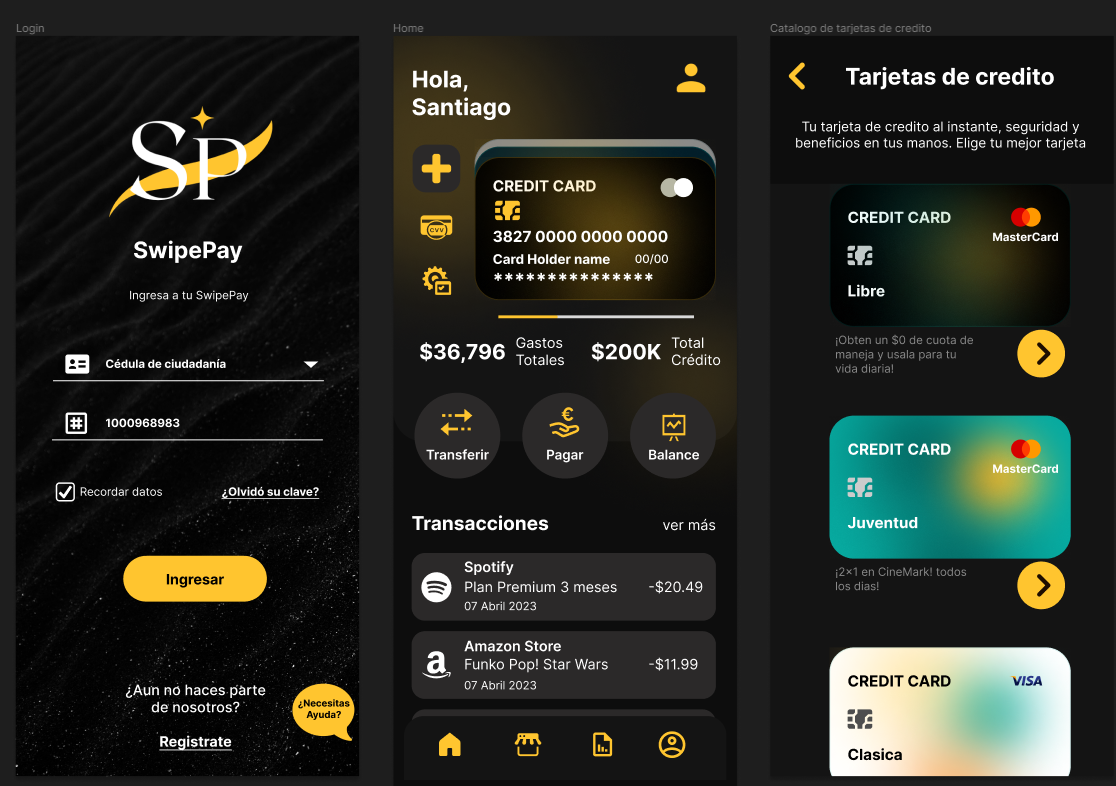 Login
SP
SwipePay
Ingresa a tu SwipePay
Cédula de ciudadanía
1000968983
Recordar datos
¿Olvidó su clave?
Ingresar
¿Aun no haces parte
de nosotros?
Registrate
¿Necesitas
Ayuda?
Home
Hola,
Santiago
CVV
CREDIT CARD
3827 0000 0000 0000
Card Holder name 00/00
**************
$36,796 Gastos
Totales
$200K Total
Crédito
Transferir
€
Pagar
Balance
Transacciones ver más
Spotify
Plan Premium 3 meses -$20.49
07 Abril 2023
a
Amazon Store
Funko Pop! Star Wars -$11.99
07 Abril 2023
Catalogo de tarjetas de credito
Tarjetas de credito
Tu tarjeta de credito al instante, seguridad y
beneficios en tus manos. Elige tu mejor tarjeta
CREDIT CARD
MasterCard
Libre
¡Obten un $0 de cuota de
maneja y usala para tu
vida diaria!
CREDIT CARD
MasterCard
Juventud
¡2x1 en CineMark! todos
los dias!
CREDIT CARD VISA
Clasica